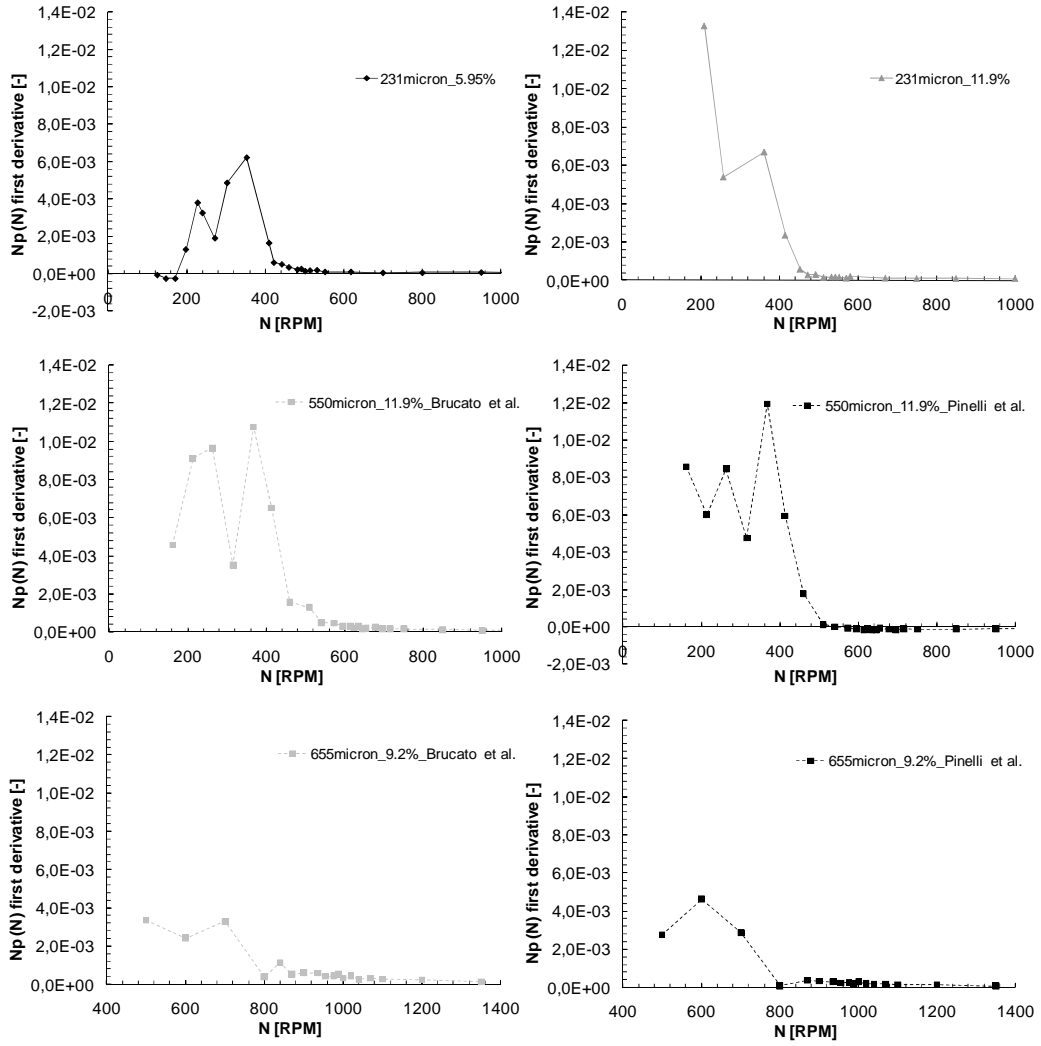 1,4E-02
1,2E-02
1,0E-02
8,0E-03
6,0E-03
4,0E-03
2,0E-03
0,0E+00
-2,0E-03
Np (N) first derivative [-]
231micron_5.95%
0 200 400 600 800 1000
N [RPM]
1,4E-02
1,2E-02
1,0E-02
8,0E-03
6,0E-03
4,0E-03
2,0E-03
0,0E+00
Np (N) first derivative [-]
231micron_11.9%
0 200 400 600 800 1000
N [RPM]
1,4E-02
1,2E-02
1,0E-02
8,0E-03
6,0E-03
4,0E-03
2,0E-03
0,0E+00
Np (N) first derivative [-]
550micron_11.9%_Brucato et al.
0 200 400 600 800 1000
N [RPM]
1,4E-02
1,2E-02
1,0E-02
8,0E-03
6,0E-03
4,0E-03
2,0E-03
0,0E+00
-2,0E-03
Np (N) first derivative [-]
550micron_11.9%_Pinelli et al.
0 200 400 600 800 1000
N [RPM]
1,4E-02
1,2E-02
1,0E-02
8,0E-03
6,0E-03
4,0E-03
2,0E-03
0,0E+00
Np (N) first derivative [-]
655micron_9.2%_Brucato et al.
400 600 800 1000 1200 1400
N [RPM]
1,4E-02
1,2E-02
1,0E-02
8,0E-03
6,0E-03
4,0E-03
2,0E-03
0,0E+00
Np (N) first derivative [-]
655micron_9.2%_Pinelli et al.
400 600 800 1000 1200 1400
N [RPM]